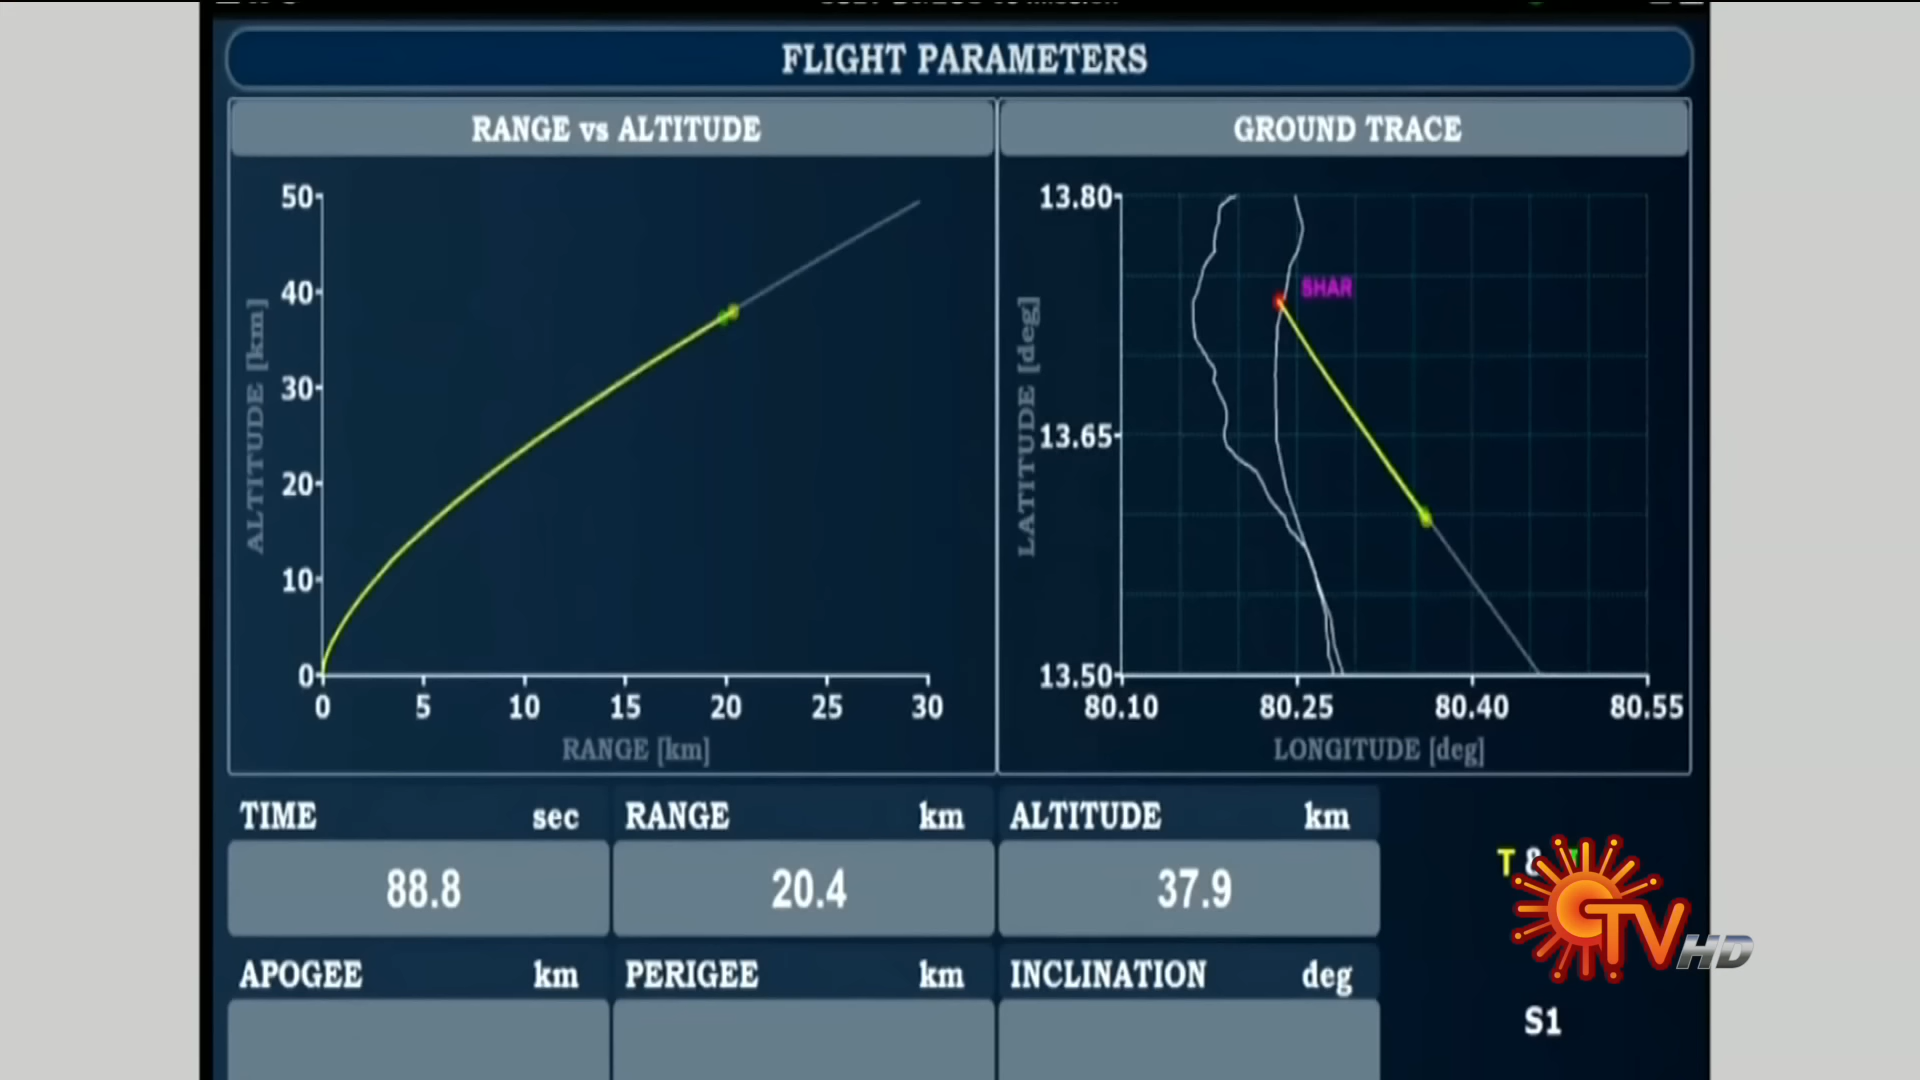 FLIGHT PARAMETERS
RANGE vs ALTITUDE
50
40
30
20
10
0
ALTITUDE [km]
0 5 10 15 20 25 30
RANGE [km]
GROUND TRACE
13.80
13.65
13.50
LATITUDE [deg]
SHAR
80.10 80.25 80.40 80.55
LONGITUDE [deg]
TIME sec
88.8
RANGE km
20.4
ALTITUDE km
37.9
APOGEE km
PERIGEE km
INCLINATION deg
T
S1
TV HD